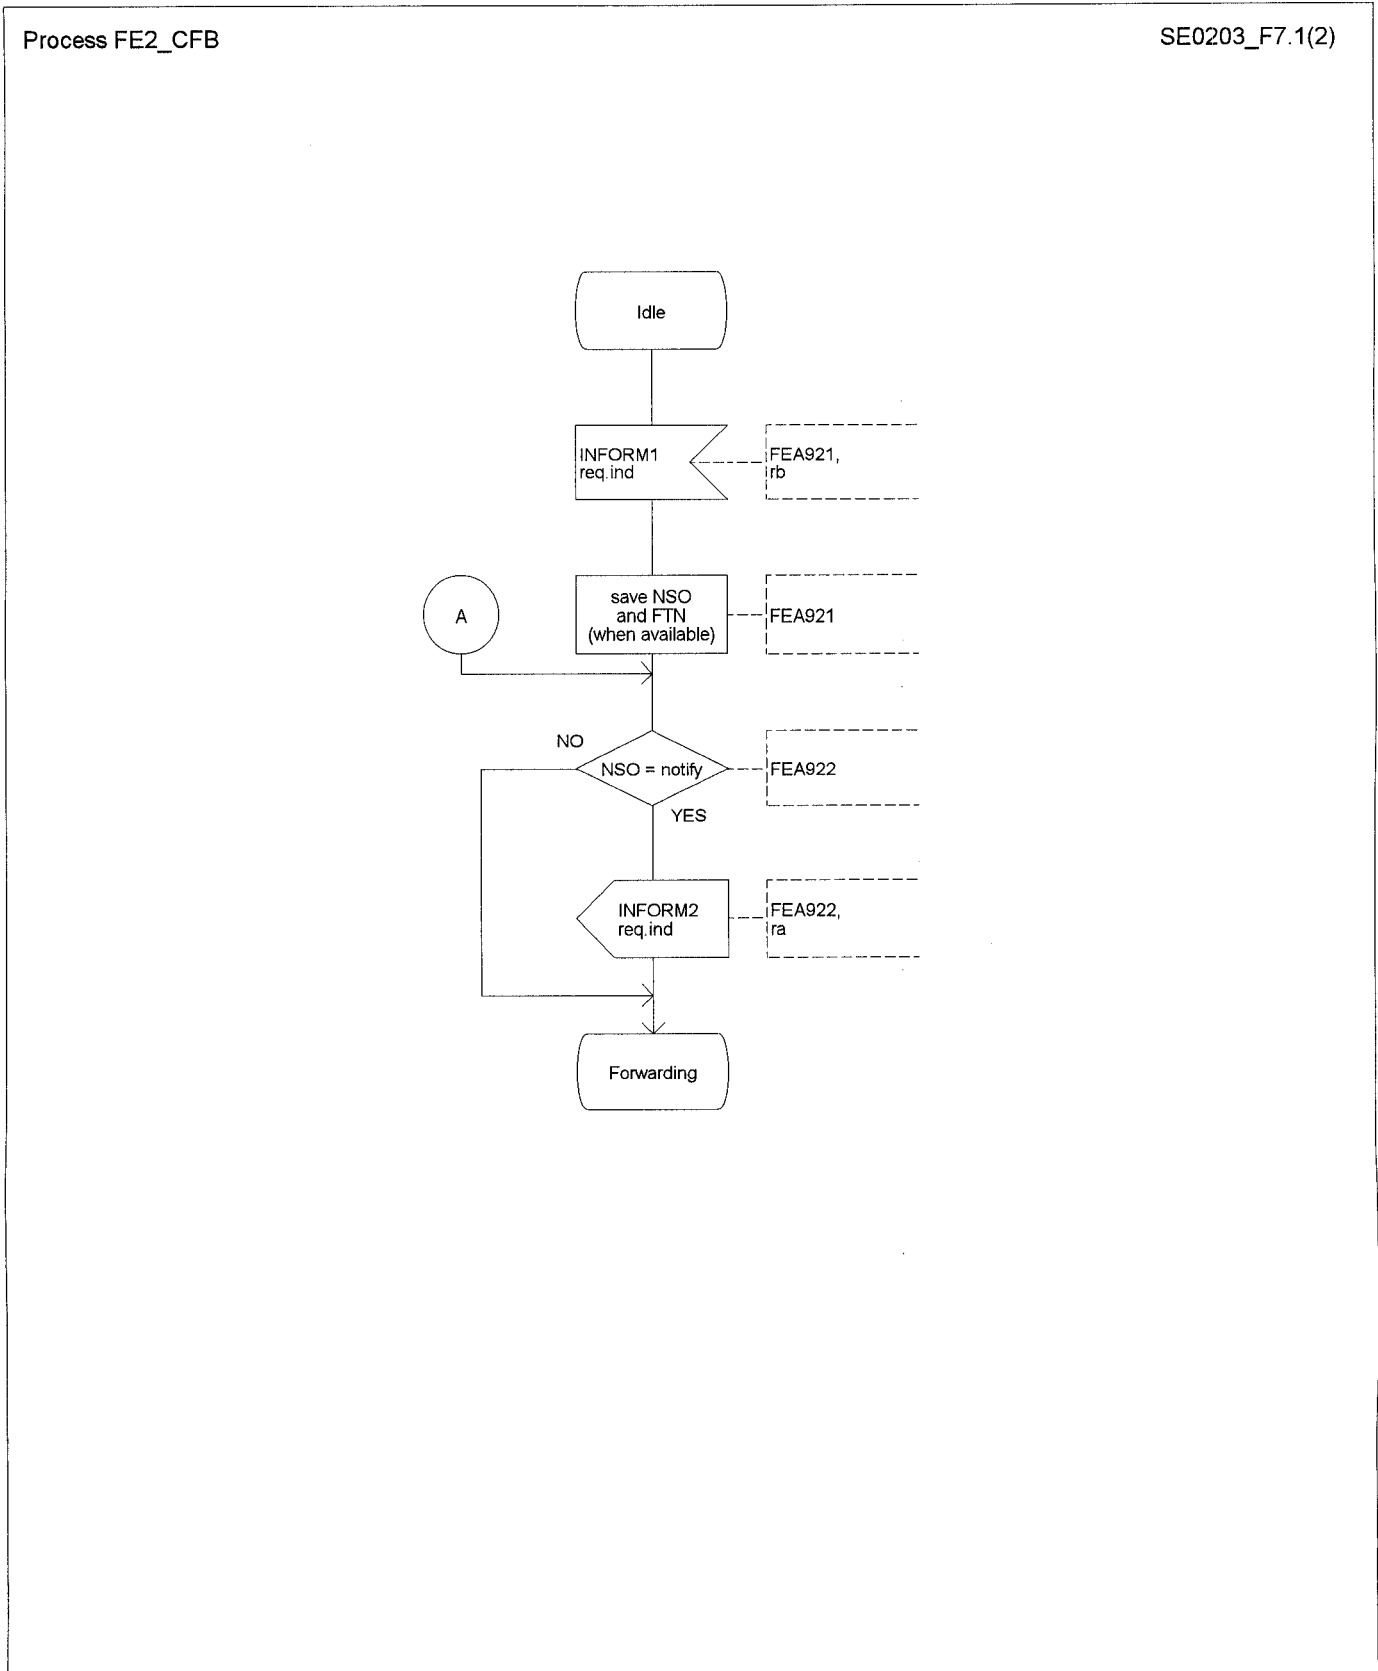 Process FE2_CFB
SE0203_F7.1(2)
Idle
INFORM1
req.ind
FEA921,
rb
A
save NSO
and FTN
(when available)
FEA921
NO
NSO = notify
FEA922
YES
INFORM2
req.ind
FEA922,
ra
Forwarding